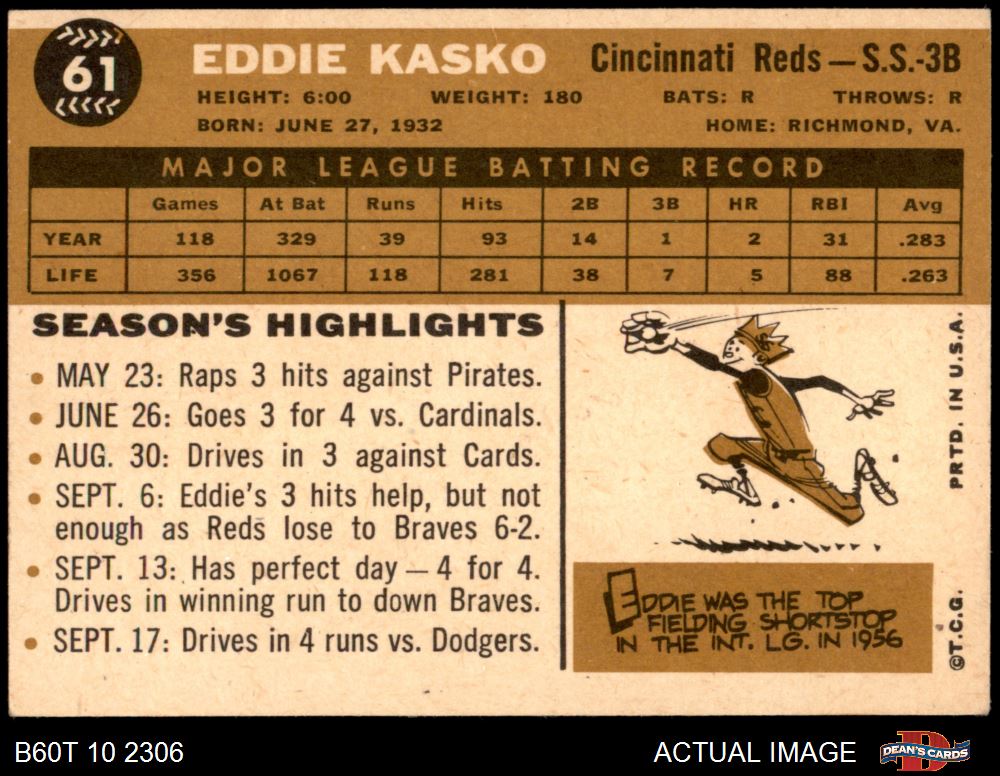 61
EDDIE KASKO Cincinnati Reds — S.S.-3B
HEIGHT: 6:00 WEIGHT: 180 BATS: R THROWS: R
BORN: JUNE 27, 1932 HOME: RICHMOND, VA.
MAJOR LEAGUE BATTING RECORD
Games At Bat Runs Hits 2B 3B HR RBI Avg
YEAR 118 329 39 93 14 1 2 31 .283
LIFE 356 1067 118 281 38 7 5 88 .263
SEASON'S HIGHLIGHTS
• MAY 23: Raps 3 hits against Pirates.
• JUNE 26: Goes 3 for 4 vs. Cardinals.
• AUG. 30: Drives in 3 against Cards.
• SEPT. 6: Eddie's 3 hits help, but not
enough as Reds lose to Braves 6-2.
• SEPT. 13: Has perfect day — 4 for 4.
Drives in winning run to down Braves.
• SEPT. 17: Drives in 4 runs vs. Dodgers.
EDDIE WAS THE TOP
FIELDING SHORTSTOP
IN THE INT. LG. IN 1956
©T.C.G. PRTD. IN U.S.A.
B60T 10 2306 ACTUAL IMAGE DEAN'S CARDS